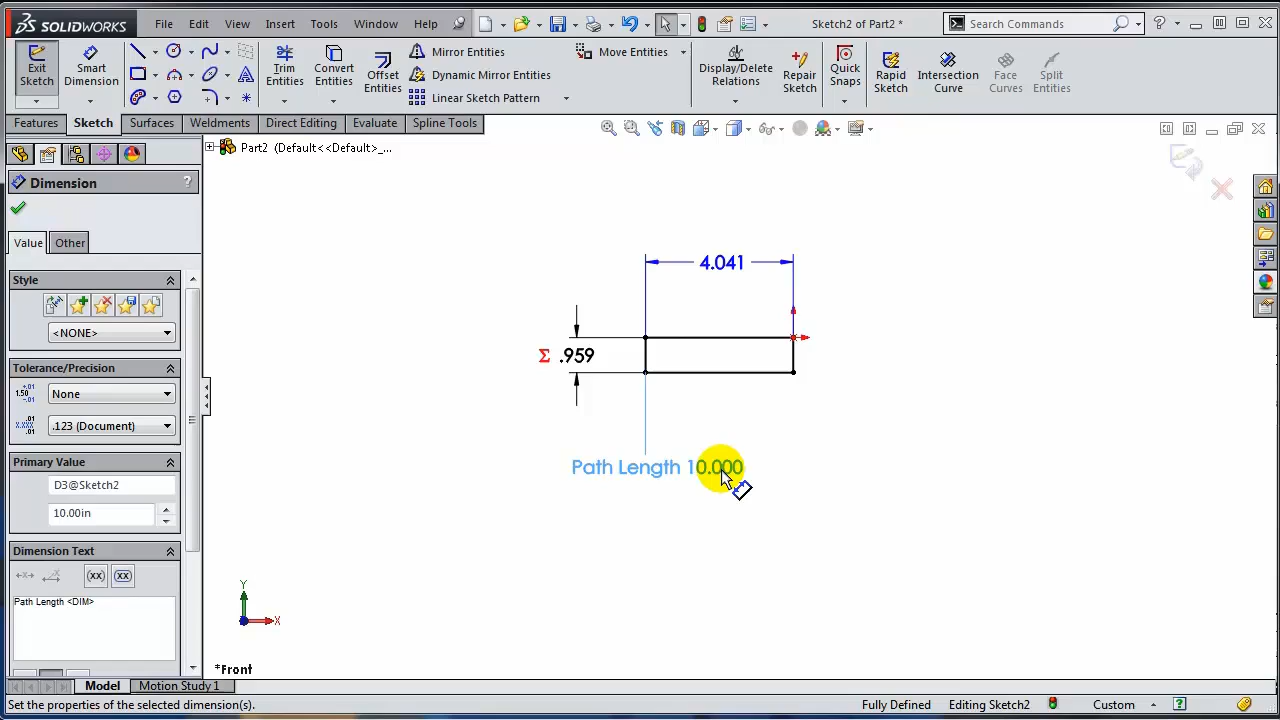 SOLIDWORKS
File Edit View Insert Tools Window Help
Sketch2 of Part2 *
Search Commands
Exit Sketch
Smart Dimension
Trim Entities
Convert Entities
Offset Entities
Mirror Entities
Dynamic Mirror Entities
Linear Sketch Pattern
Move Entities
Display/Delete Relations
Repair Sketch
Quick Snaps
Rapid Sketch
Intersection Curve
Face Curves
Split Entities
Features Sketch Surfaces Weldments Direct Editing Evaluate Spline Tools
Part2 (Default<<Default>_...
Dimension ?
Value Other
Style
<NONE>
Tolerance/Precision
None
.123 (Document)
Primary Value
D3@Sketch2
10.00in
Dimension Text
(xx) (xx)
Path Length <DIM>
4.041
Σ .959
Path Length 10.000
Y
X
*Front
Model Motion Study 1
Set the properties of the selected dimension(s).
Fully Defined Editing Sketch2 Custom